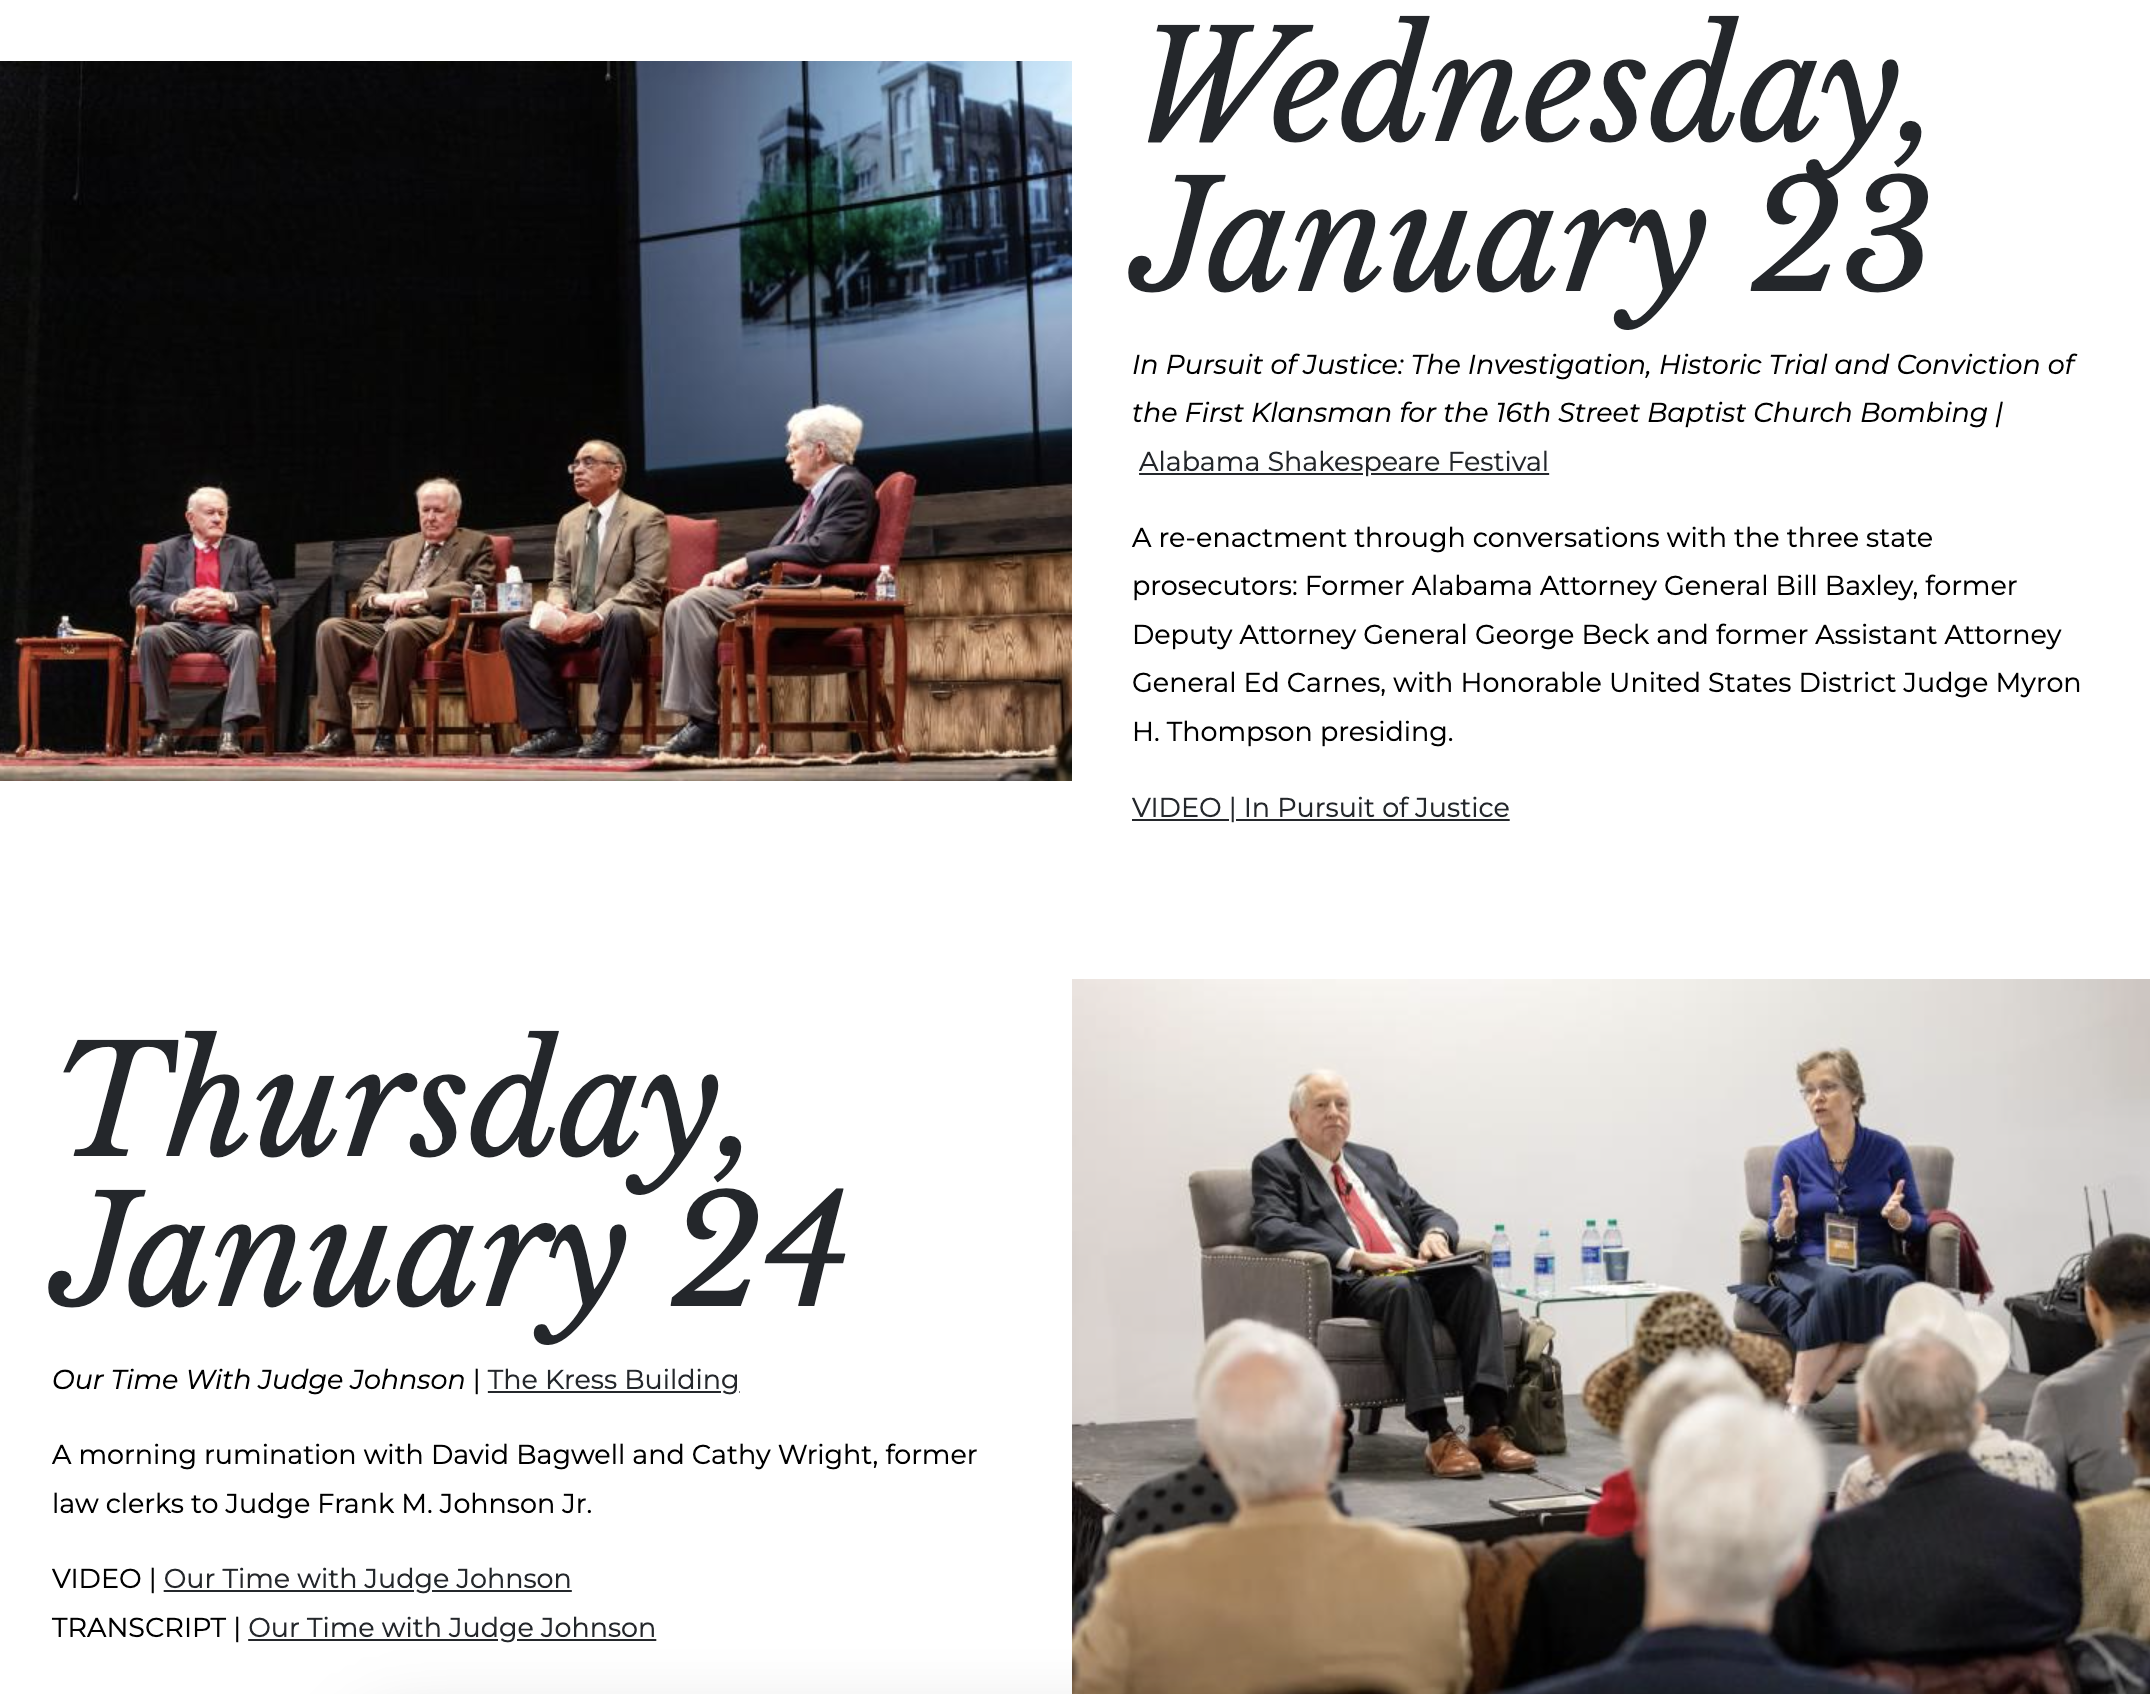 Wednesday,
January 23
In Pursuit of Justice: The Investigation, Historic Trial and Conviction of
the First Klansman for the 16th Street Baptist Church Bombing |
Alabama Shakespeare Festival
A re-enactment through conversations with the three state
prosecutors: Former Alabama Attorney General Bill Baxley, former
Deputy Attorney General George Beck and former Assistant Attorney
General Ed Carnes, with Honorable United States District Judge Myron
H. Thompson presiding.
VIDEO | In Pursuit of Justice
Thursday,
January 24
Our Time With Judge Johnson | The Kress Building
A morning rumination with David Bagwell and Cathy Wright, former
law clerks to Judge Frank M. Johnson Jr.
VIDEO | Our Time with Judge Johnson
TRANSCRIPT | Our Time with Judge Johnson